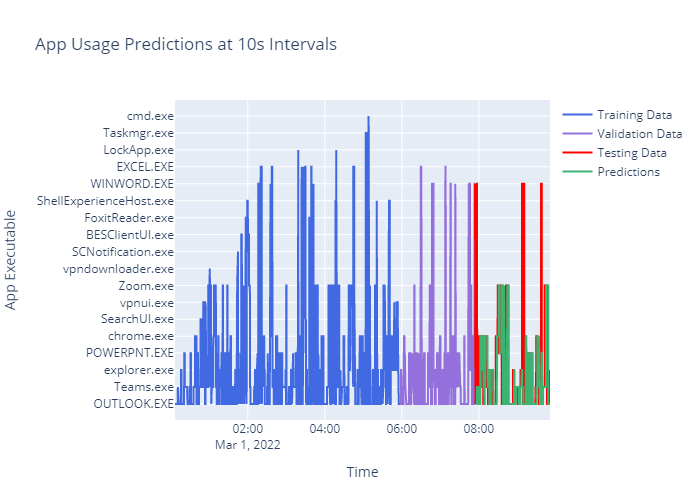 App Usage Predictions at 10s Intervals
cmd.exe
Taskmgr.exe
LockApp.exe
EXCEL.EXE
WINWORD.EXE
ShellExperienceHost.exe
FoxitReader.exe
BESClientUI.exe
SCNotification.exe
vpndownloader.exe
Zoom.exe
vpnui.exe
SearchUI.exe
chrome.exe
POWERPNT.EXE
explorer.exe
Teams.exe
OUTLOOK.EXE
App Executable
Training Data
Validation Data
Testing Data
Predictions
02:00 04:00 06:00 08:00
Mar 1, 2022
Time